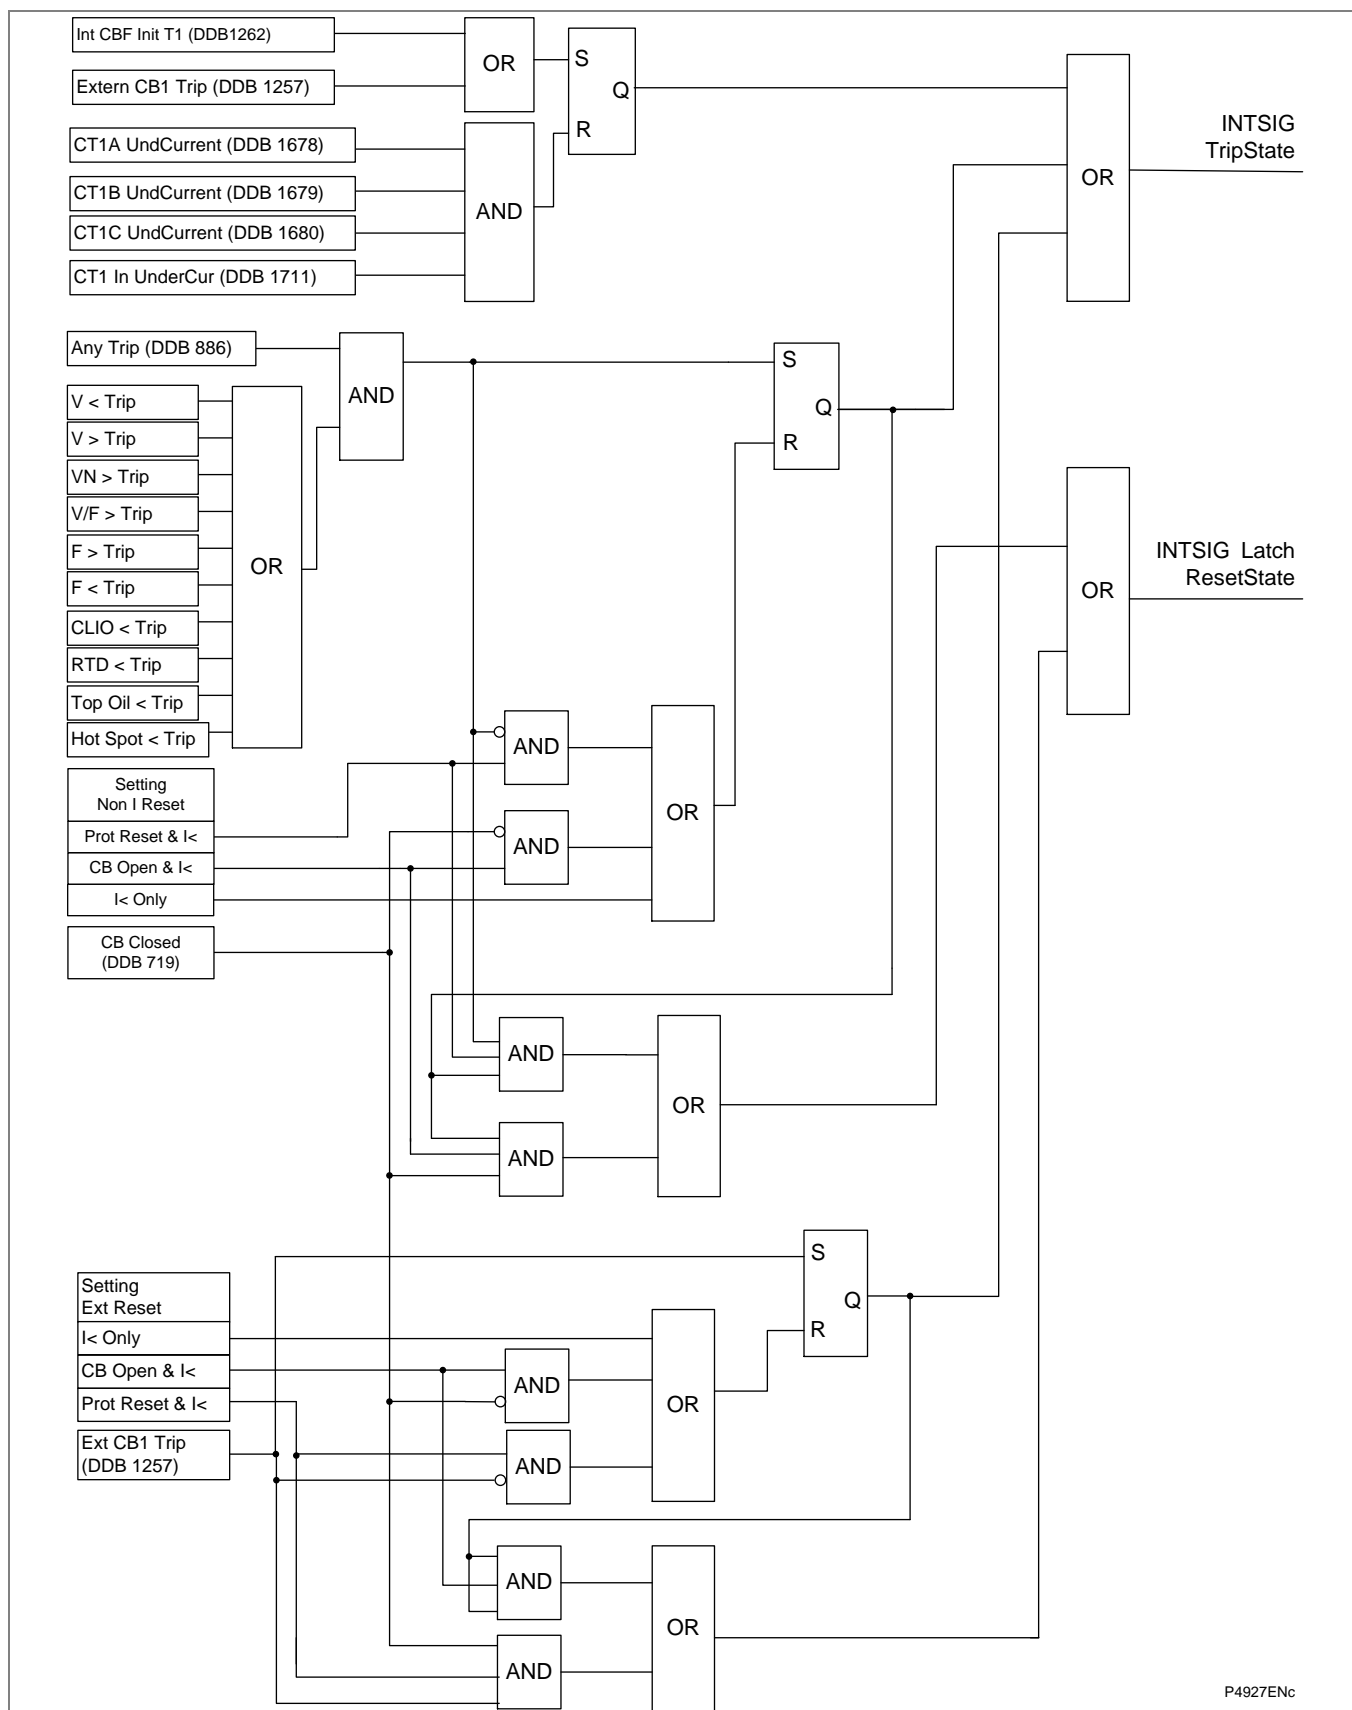 Int CBF Init T1 (DDB1262)
OR
S
Extern CB1 Trip (DDB 1257)
Q
R
INTSIG
TripState
OR
CT1A UndCurrent (DDB 1678)
CT1B UndCurrent (DDB 1679)
AND
CT1C UndCurrent (DDB 1680)
CT1 In UnderCur (DDB 1711)
Any Trip (DDB 886)
AND
S
Q
R
V < Trip
V > Trip
VN > Trip
V/F > Trip
F > Trip
OR
F < Trip
CLIO < Trip
RTD < Trip
Top Oil < Trip
Hot Spot < Trip
INTSIG Latch
ResetState
OR
Setting
Non I Reset
Prot Reset & I<
CB Open & I<
I< Only
AND
AND
OR
CB Closed
(DDB 719)
AND
AND
OR
S
Q
R
Setting
Ext Reset
I< Only
CB Open & I<
Prot Reset & I<
Ext CB1 Trip
(DDB 1257)
AND
AND
OR
AND
AND
OR
P4927ENc